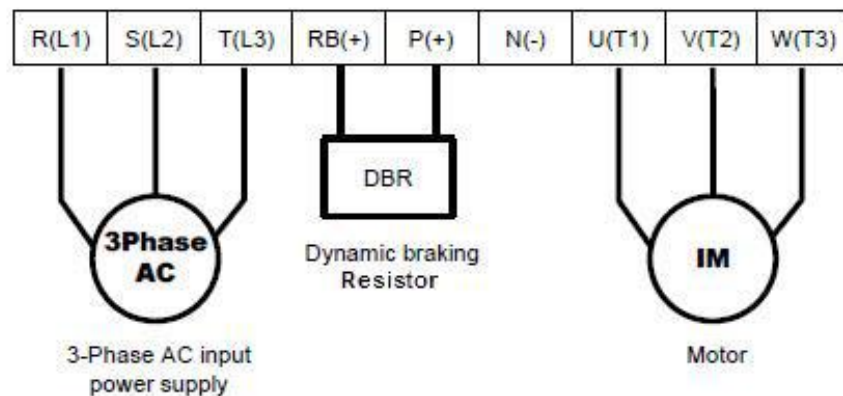 R(L1) S(L2) T(L3) RB(+) P(+) N(-) U(T1) V(T2) W(T3)
DBR
3Phase
AC
IM
Dynamic braking
Resistor
3-Phase AC input
power supply
Motor